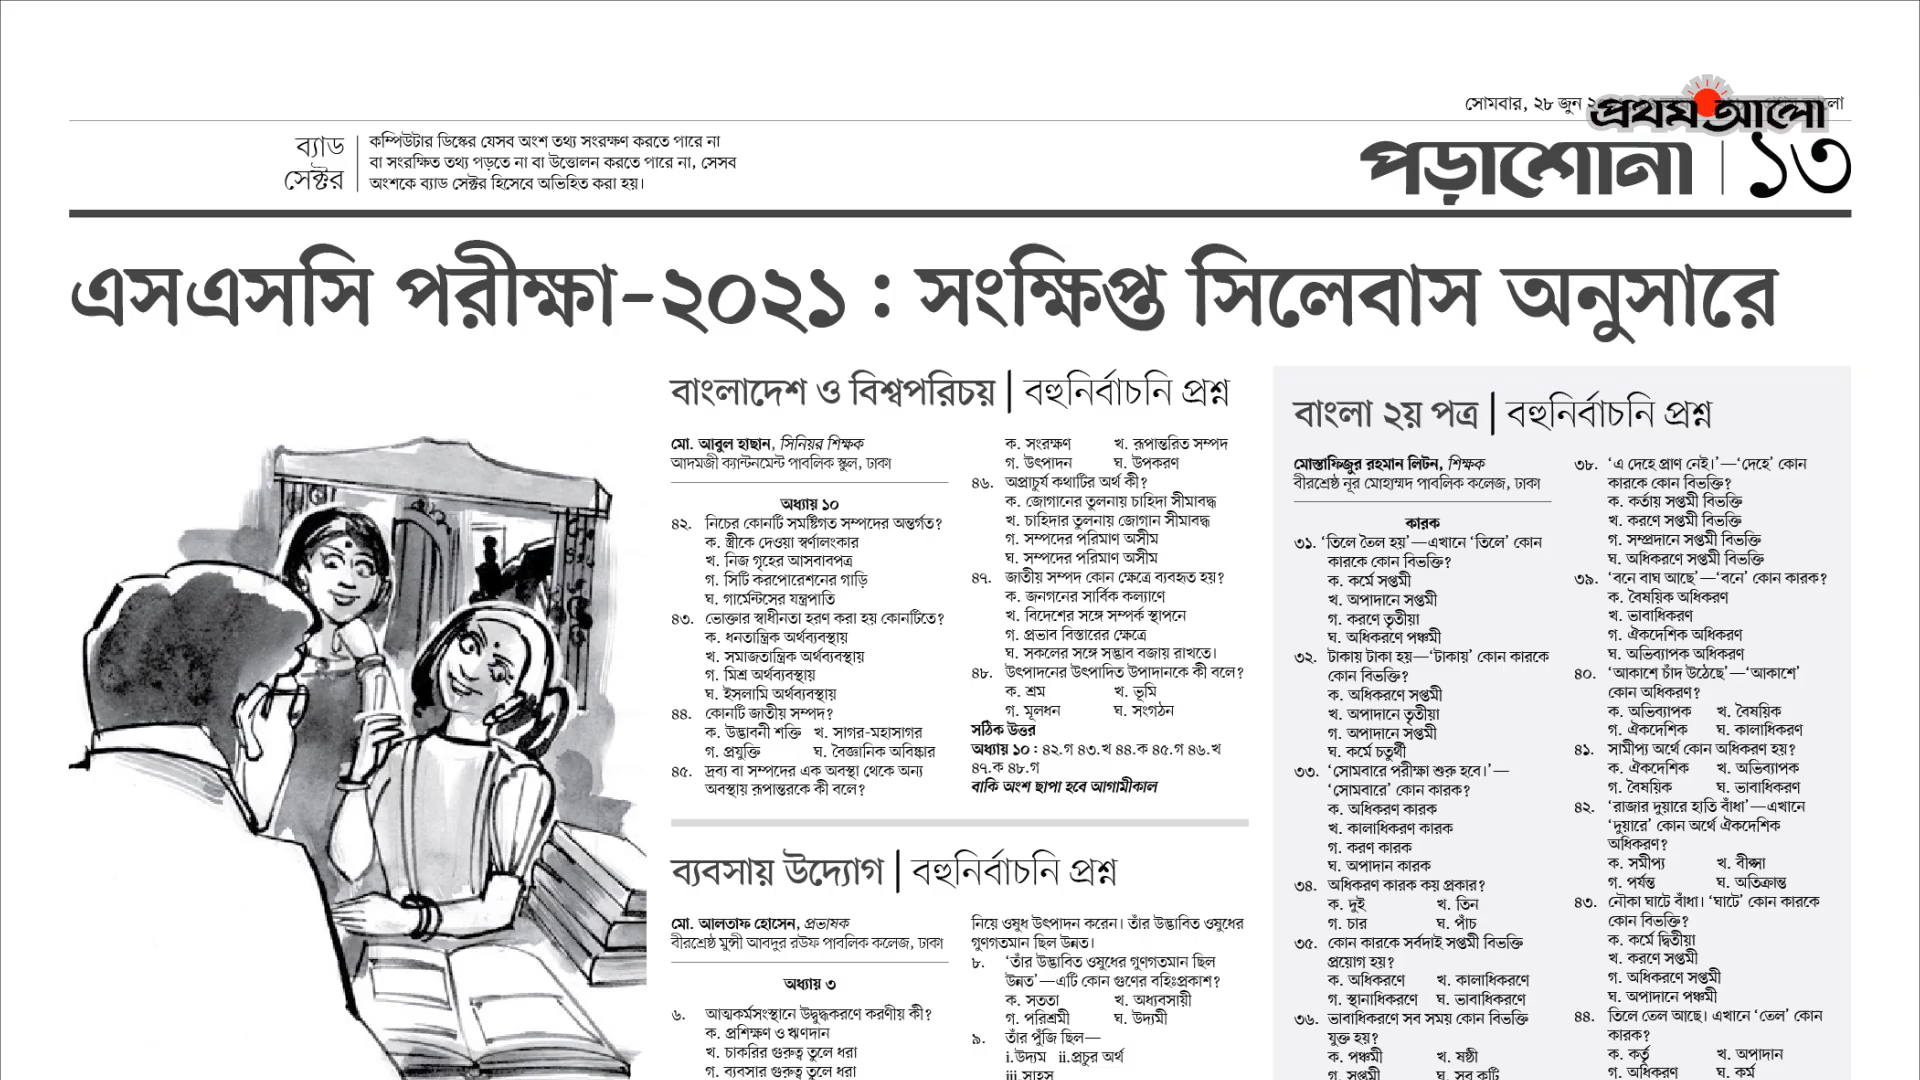 সোমবার, ২৮ জুন
প্রথম আলো
ব্যাড
সেক্টর
কম্পিউটার ডিস্কের যেসব অংশ তথ্য সংরক্ষণ করতে পারে না
বা সংরক্ষিত তথ্য পড়তে না বা উত্তোলন করতে পারে না, সেসব
অংশকে ব্যাড সেক্টর হিসেবে অভিহিত করা হয়।
পড়াশোনা | ১৩
এসএসসি পরীক্ষা-২০২১ : সংক্ষিপ্ত সিলেবাস অনুসারে
বাংলাদেশ ও বিশ্বপরিচয় | বহুনির্বাচনি প্রশ্ন
মো. আবুল হাছান, সিনিয়র শিক্ষক
আদমজী ক্যান্টনমেন্ট পাবলিক স্কুল, ঢাকা
অধ্যায় ১০
৪২. নিচের কোনটি সমষ্টিগত সম্পদের অন্তর্গত?
ক. স্ত্রীকে দেওয়া স্বর্ণালংকার
খ. নিজ গৃহের আসবাবপত্র
গ. সিটি করপোরেশনের গাড়ি
ঘ. গার্মেন্টসের যন্ত্রপাতি
৪৩. ভোক্তার স্বাধীনতা হরণ করা হয় কোনটিতে?
ক. ধনতান্ত্রিক অর্থব্যবস্থায়
খ. সমাজতান্ত্রিক অর্থব্যবস্থায়
গ. মিশ্র অর্থব্যবস্থায়
ঘ. ইসলামি অর্থব্যবস্থায়
৪৪. কোনটি জাতীয় সম্পদ?
ক. উদ্ভাবনী শক্তি খ. সাগর-মহাসাগর
গ. প্রযুক্তি ঘ. বৈজ্ঞানিক অবিষ্কার
৪৫. দ্রব্য বা সম্পদের এক অবস্থা থেকে অন্য
অবস্থায় রূপান্তরকে কী বলে?
ক. সংরক্ষণ খ. রূপান্তরিত সম্পদ
গ. উৎপাদন ঘ. উপকরণ
৪৬. অপ্রাচুর্য কথাটির অর্থ কী?
ক. জোগানের তুলনায় চাহিদা সীমাবদ্ধ
খ. চাহিদার তুলনায় জোগান সীমাবদ্ধ
গ. সম্পদের পরিমাণ অসীম
ঘ. সম্পদের পরিমাণ অসীম
৪৭. জাতীয় সম্পদ কোন ক্ষেত্রে ব্যবহৃত হয়?
ক. জনগনের সার্বিক কল্যাণে
খ. বিদেশের সঙ্গে সম্পর্ক স্থাপনে
গ. প্রভাব বিস্তারের ক্ষেত্রে
ঘ. সকলের সঙ্গে সদ্ভাব বজায় রাখতে।
৪৮. উৎপাদনের উৎপাদিত উপাদানকে কী বলে?
ক. শ্রম খ. ভূমি
গ. মূলধন ঘ. সংগঠন
সঠিক উত্তর
অধ্যায় ১০ : ৪২.গ ৪৩.খ ৪৪.ক ৪৫.গ ৪৬.খ
৪৭.ক ৪৮.গ
বাকি অংশ ছাপা হবে আগামীকাল
ব্যবসায় উদ্যোগ | বহুনির্বাচনি প্রশ্ন
মো. আলতাফ হোসেন, প্রভাষক
বীরশ্রেষ্ঠ মুন্সী আবদুর রউফ পাবলিক কলেজ, ঢাকা
অধ্যায় ৩
৬. আত্মকর্মসংস্থানে উদ্বুদ্ধকরণে করণীয় কী?
ক. প্রশিক্ষণ ও ঋণদান
খ. চাকরির গুরুত্ব তুলে ধরা
গ. ব্যবসার গুরুত্ব তুলে ধরা
নিয়ে ওষুধ উৎপাদন করেন। তাঁর উদ্ভাবিত ওষুধের
গুণগতমান ছিল উন্নত।
৮. ‘তাঁর উদ্ভাবিত ওষুধের গুণগতমান ছিল
উন্নত’—এটি কোন গুণের বহিঃপ্রকাশ?
ক. সততা খ. অধ্যবসায়ী
গ. পরিশ্রমী ঘ. উদ্যমী
৯. তাঁর পুঁজি ছিল—
i.উদ্যম ii.প্রচুর অর্থ
iii.সাহস
বাংলা ২য় পত্র | বহুনির্বাচনি প্রশ্ন
মোস্তাফিজুর রহমান লিটন, শিক্ষক
বীরশ্রেষ্ঠ নূর মোহাম্মদ পাবলিক কলেজ, ঢাকা
কারক
৩১. ‘তিলে তৈল হয়’—এখানে ‘তিলে’ কোন
কারকে কোন বিভক্তি?
ক. কর্মে সপ্তমী
খ. অপাদানে সপ্তমী
গ. করণে তৃতীয়া
ঘ. অধিকরণে পঞ্চমী
৩২. টাকায় টাকা হয়—‘টাকায়’ কোন কারকে
কোন বিভক্তি?
ক. অধিকরণে সপ্তমী
খ. অপাদানে তৃতীয়া
গ. অপাদানে সপ্তমী
ঘ. কর্মে চতুর্থী
৩৩. ‘সোমবারে পরীক্ষা শুরু হবে।’—
‘সোমবারে’ কোন কারক?
ক. অধিকরণ কারক
খ. কালাধিকরণ কারক
গ. করণ কারক
ঘ. অপাদান কারক
৩৪. অধিকরণ কারক কয় প্রকার?
ক. দুই খ. তিন
গ. চার ঘ. পাঁচ
৩৫. কোন কারকে সর্বদাই সপ্তমী বিভক্তি
প্রয়োগ হয়?
ক. অধিকরণে খ. কালাধিকরণে
গ. স্থানাধিকরণে ঘ. ভাবাধিকরণে
৩৬. ভাবাধিকরণে সব সময় কোন বিভক্তি
যুক্ত হয়?
ক. পঞ্চমী খ. ষষ্ঠী
গ. সপ্তমী ঘ. সব কটি
৩৮. ‘এ দেহে প্রাণ নেই।’—‘দেহে’ কোন
কারকে কোন বিভক্তি?
ক. কর্তায় সপ্তমী বিভক্তি
খ. করণে সপ্তমী বিভক্তি
গ. সম্প্রদানে সপ্তমী বিভক্তি
ঘ. অধিকরণে সপ্তমী বিভক্তি
৩৯. ‘বনে বাঘ আছে’—‘বনে’ কোন কারক?
ক. বৈষয়িক অধিকরণ
খ. ভাবাধিকরণ
গ. ঐকদেশিক অধিকরণ
ঘ. অভিব্যাপক অধিকরণ
৪০. ‘আকাশে চাঁদ উঠেছে’—‘আকাশে’
কোন অধিকরণ?
ক. অভিব্যাপক খ. বৈষয়িক
গ. ঐকদেশিক ঘ. কালাধিকরণ
৪১. সামীপ্য অর্থে কোন অধিকরণ হয়?
ক. ঐকদেশিক খ. অভিব্যাপক
গ. বৈষয়িক ঘ. ভাবাধিকরণ
৪২. ‘রাজার দুয়ারে হাতি বাঁধা’—এখানে
‘দুয়ারে’ কোন অর্থে ঐকদেশিক
অধিকরণ?
ক. সমীপ্য খ. বীপ্সা
গ. পর্যন্ত ঘ. অতিক্রান্ত
৪৩. নৌকা ঘাটে বাঁধা। ‘ঘাটে’ কোন কারকে
কোন বিভক্তি?
ক. কর্মে দ্বিতীয়া
খ. করণে সপ্তমী
গ. অধিকরণে সপ্তমী
ঘ. অপাদানে পঞ্চমী
৪৪. তিলে তেল আছে। এখানে ‘তেল’ কোন
কারক?
ক. কর্তৃ খ. অপাদান
গ. অধিকরণ ঘ. কর্ম